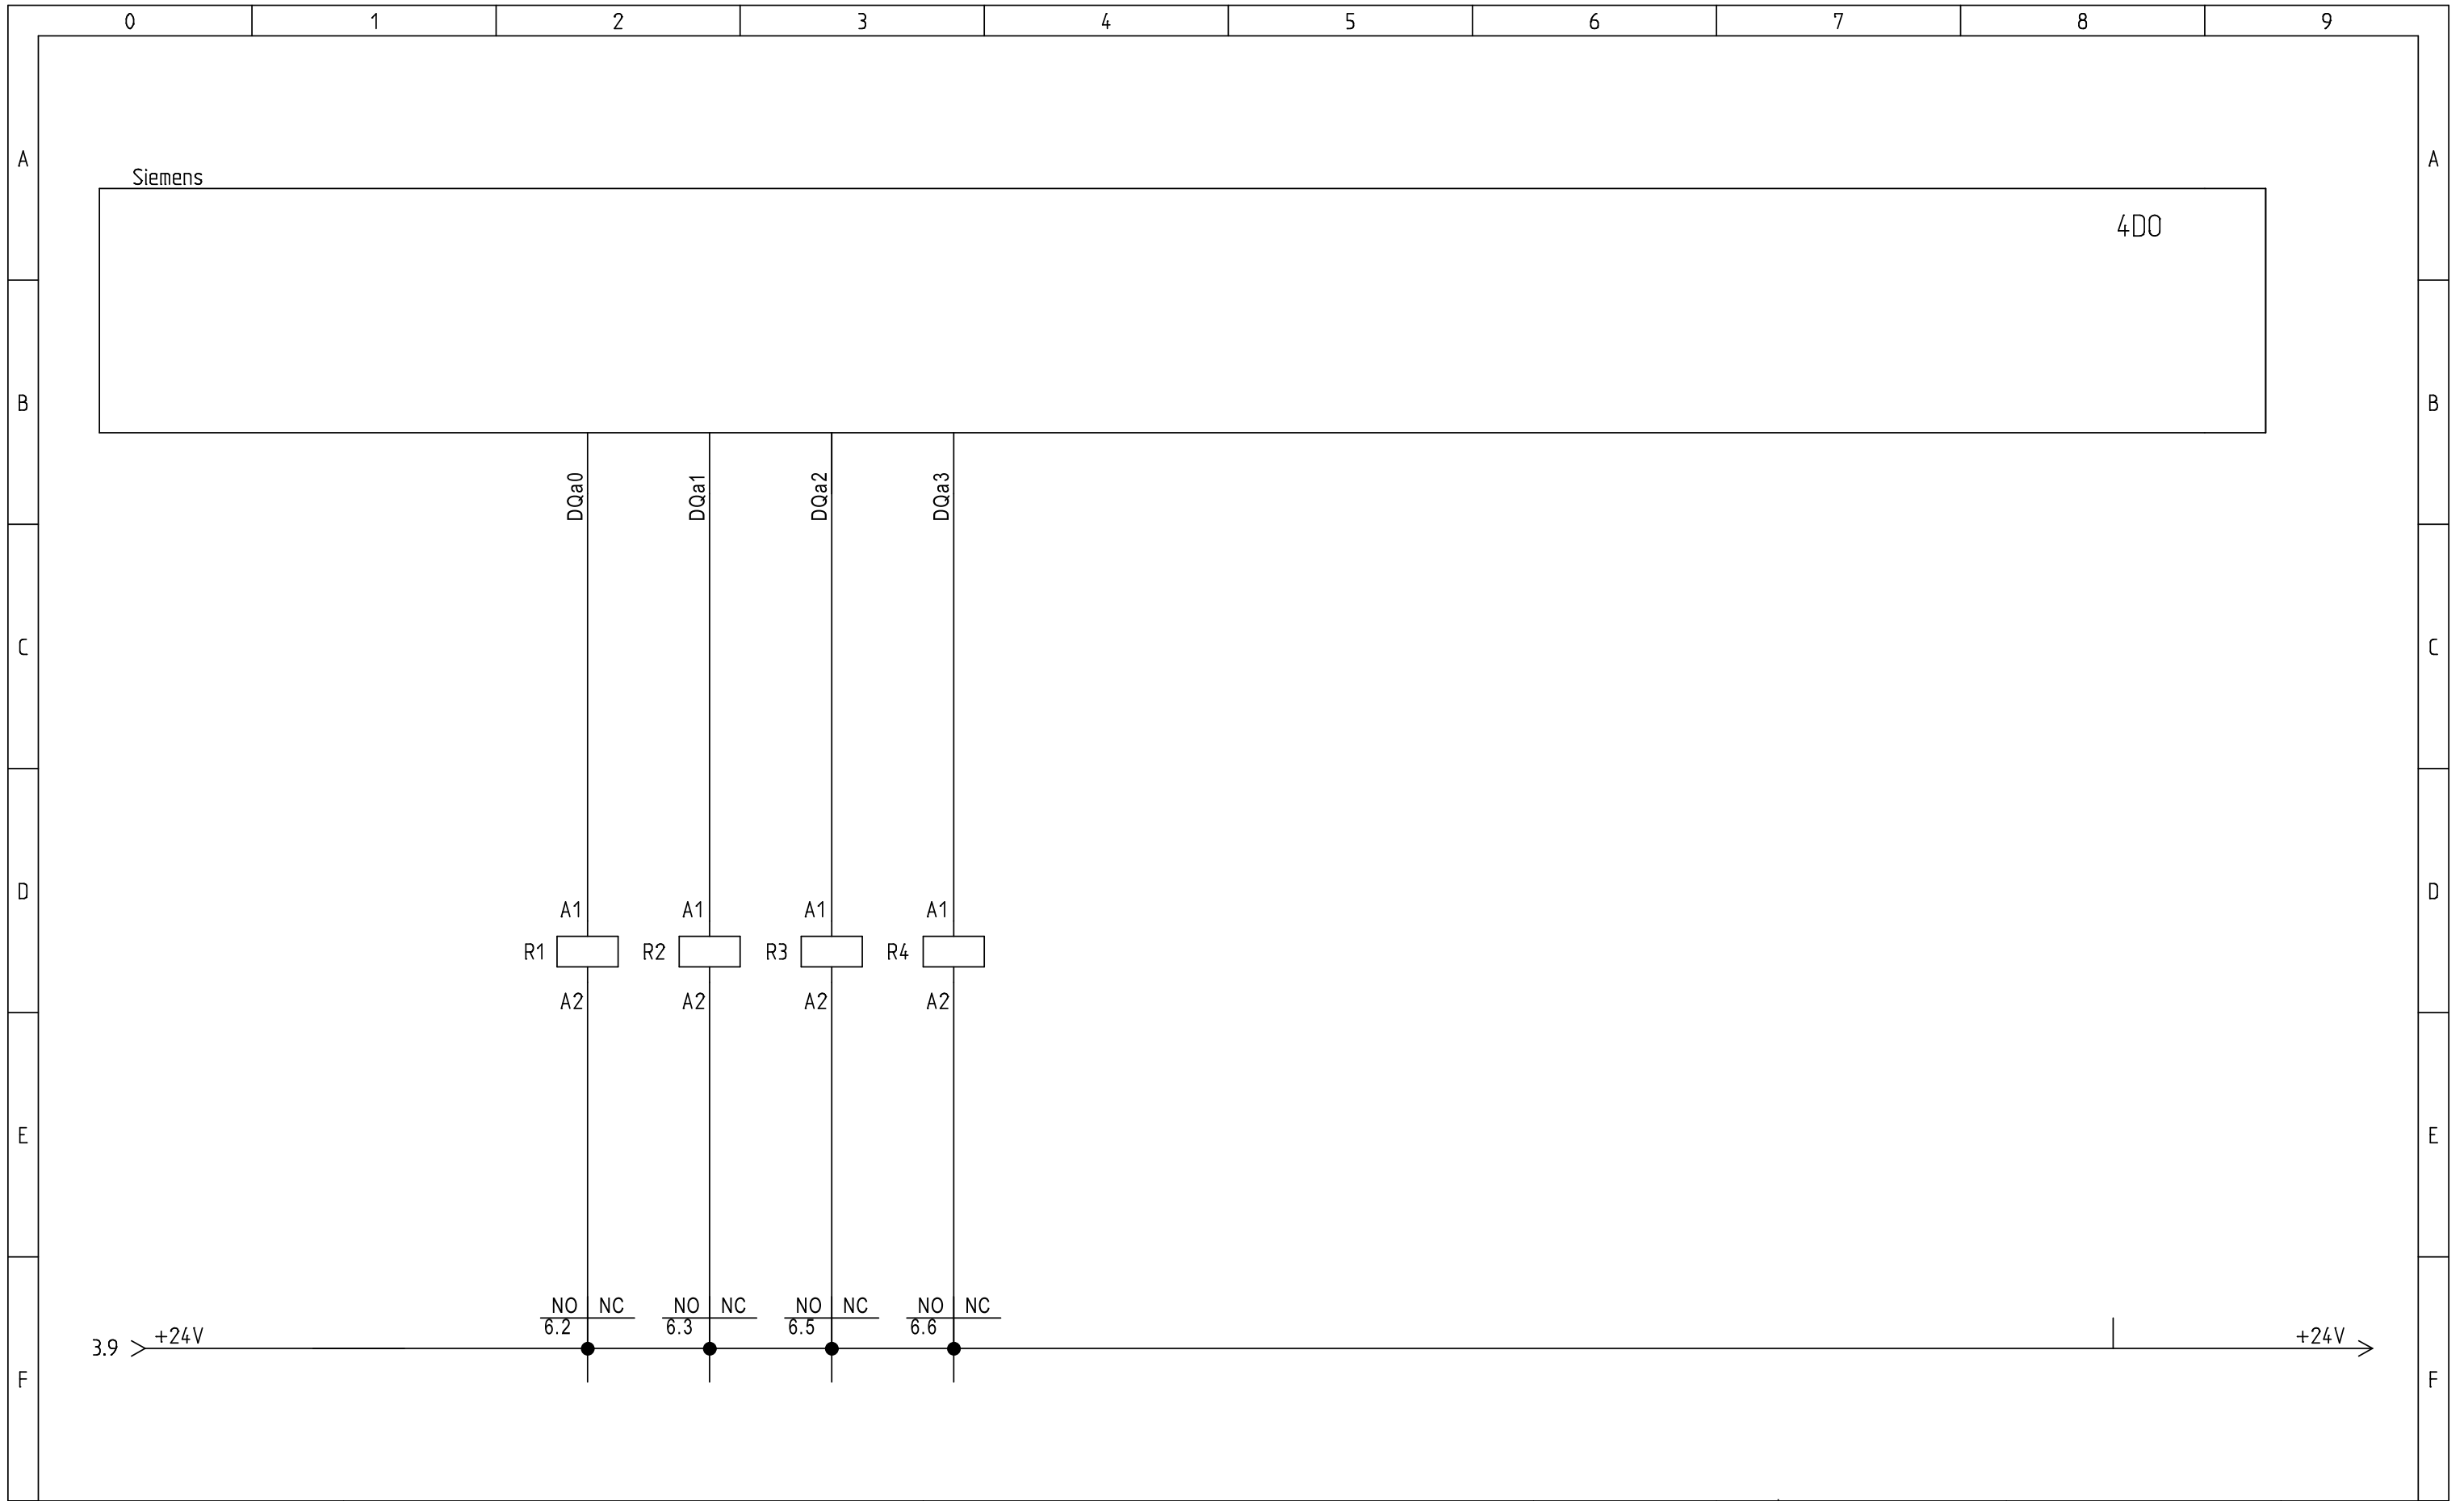 0 1 2 3 4 5 6 7 8 9
A A
Siemens
4DO
B B
DQa0 DQa1 DQa2 DQa3
C C
D D
A1 A1 A1 A1
R1 R2 R3 R4
A2 A2 A2 A2
E E
NO NC NO NC NO NC NO NC
6.2 6.3 6.5 6.6
3.9 +24V +24V
F F